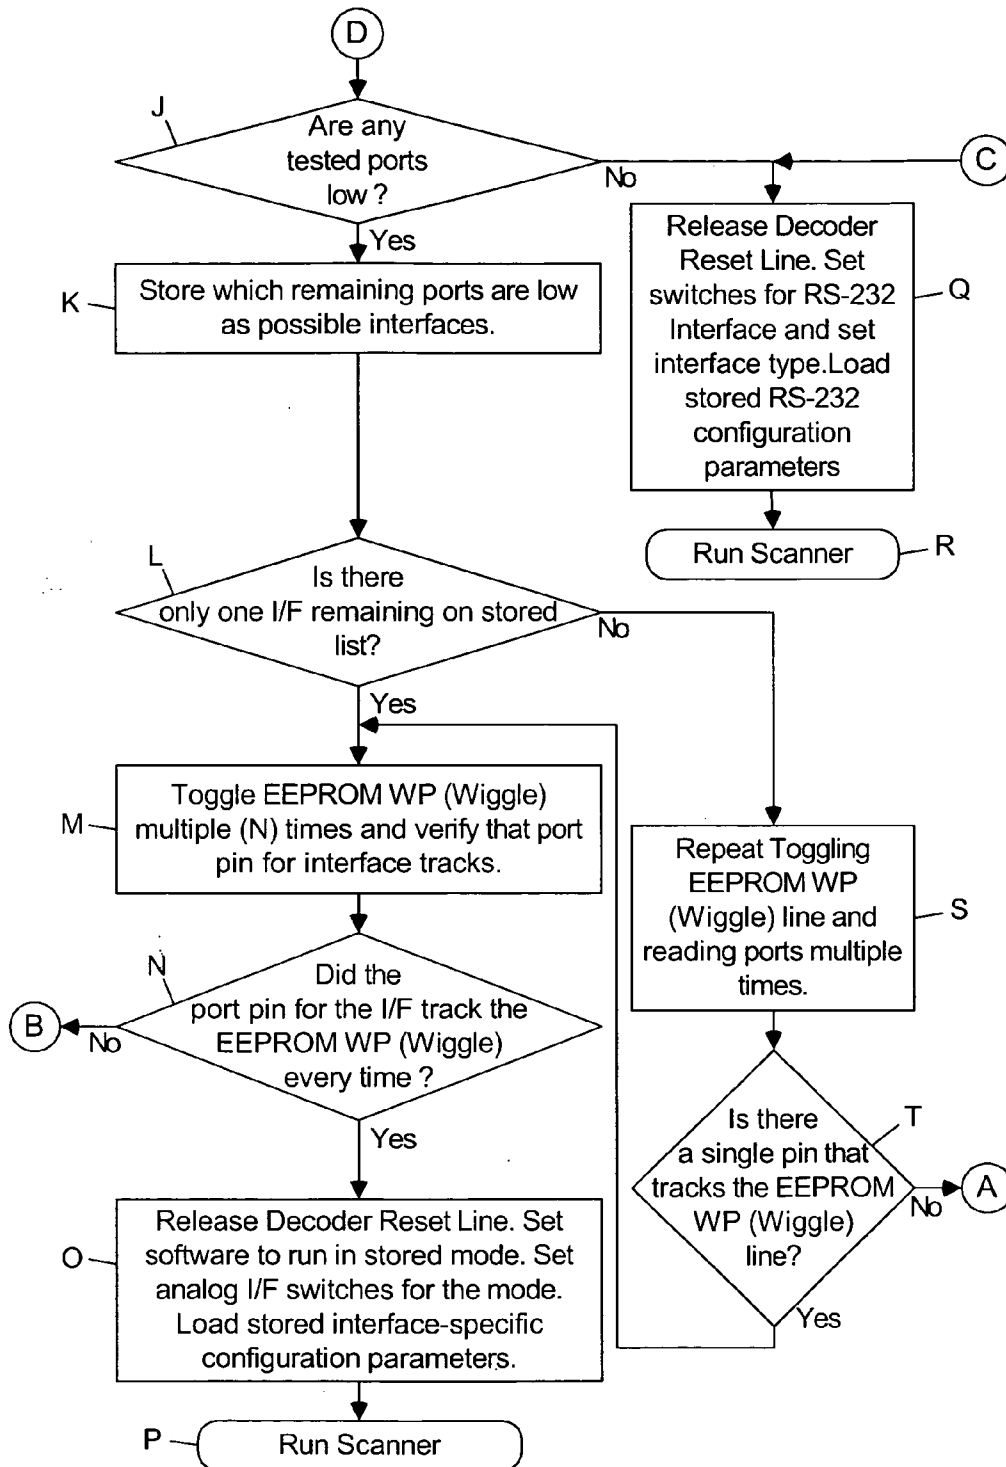 D
J
Are any
tested ports
low ?
No
C
Yes
K
Store which remaining ports are low
as possible interfaces.
Release Decoder
Reset Line. Set
switches for RS-232
Interface and set
interface type.Load
stored RS-232
configuration
parameters
Q
Run Scanner
R
L
Is there
only one I/F remaining on stored
list?
No
Yes
M
Toggle EEPROM WP (Wiggle)
multiple (N) times and verify that port
pin for interface tracks.
Repeat Toggling
EEPROM WP
(Wiggle) line and
reading ports multiple
times.
S
N
Did the
port pin for the I/F track the
EEPROM WP (Wiggle)
every time ?
B
No
Yes
T
Is there
a single pin that
tracks the EEPROM
WP (Wiggle)
line?
No
A
Yes
O
Release Decoder Reset Line. Set
software to run in stored mode. Set
analog I/F switches for the mode.
Load stored interface-specific
configuration parameters.
P
Run Scanner